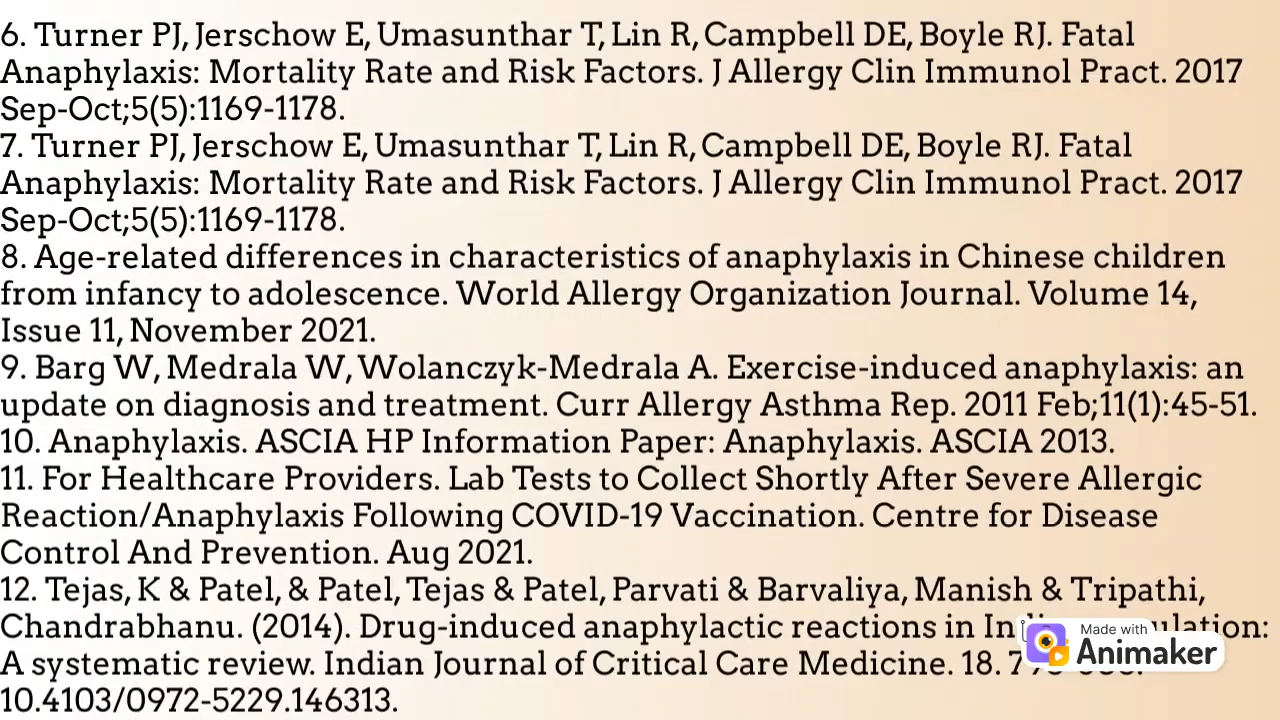 6. Turner PJ, Jerschow E, Umasunthar T, Lin R, Campbell DE, Boyle RJ. Fatal
Anaphylaxis: Mortality Rate and Risk Factors. J Allergy Clin Immunol Pract. 2017
Sep-Oct;5(5):1169-1178.
7. Turner PJ, Jerschow E, Umasunthar T, Lin R, Campbell DE, Boyle RJ. Fatal
Anaphylaxis: Mortality Rate and Risk Factors. J Allergy Clin Immunol Pract. 2017
Sep-Oct;5(5):1169-1178.
8. Age-related differences in characteristics of anaphylaxis in Chinese children
from infancy to adolescence. World Allergy Organization Journal. Volume 14,
Issue 11, November 2021.
9. Barg W, Medrala W, Wolanczyk-Medrala A. Exercise-induced anaphylaxis: an
update on diagnosis and treatment. Curr Allergy Asthma Rep. 2011 Feb;11(1):45-51.
10. Anaphylaxis. ASCIA HP Information Paper: Anaphylaxis. ASCIA 2013.
11. For Healthcare Providers. Lab Tests to Collect Shortly After Severe Allergic
Reaction/Anaphylaxis Following COVID-19 Vaccination. Centre for Disease
Control And Prevention. Aug 2021.
12. Tejas, K & Patel, & Patel, Tejas & Patel, Parvati & Barvaliya, Manish & Tripathi,
Chandrabhanu. (2014). Drug-induced anaphylactic reactions in
A systematic review. Indian Journal of Critical Care Medicine. 18.
10.4103/0972-5229.146313.
Made with
Animaker